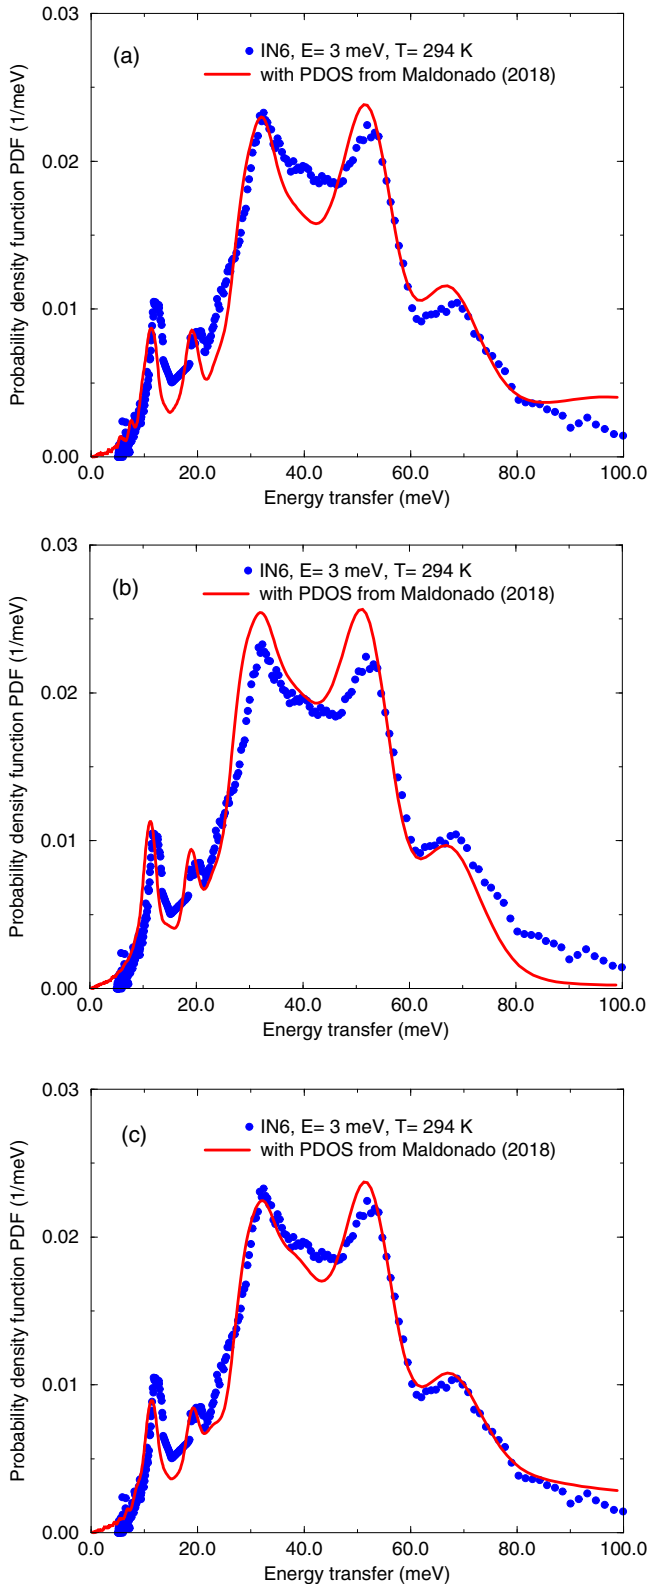 0.03
(a)
IN6, E= 3 meV, T= 294 K
with PDOS from Maldonado (2018)
0.02
0.01
0.00
0.0 20.0 40.0 60.0 80.0 100.0
Energy transfer (meV)
Probability density function PDF (1/meV)
0.03
(b)
IN6, E= 3 meV, T= 294 K
with PDOS from Maldonado (2018)
0.02
0.01
0.00
0.0 20.0 40.0 60.0 80.0 100.0
Energy transfer (meV)
Probability density function PDF (1/meV)
0.03
(c)
IN6, E= 3 meV, T= 294 K
with PDOS from Maldonado (2018)
0.02
0.01
0.00
0.0 20.0 40.0 60.0 80.0 100.0
Energy transfer (meV)
Probability density function PDF (1/meV)